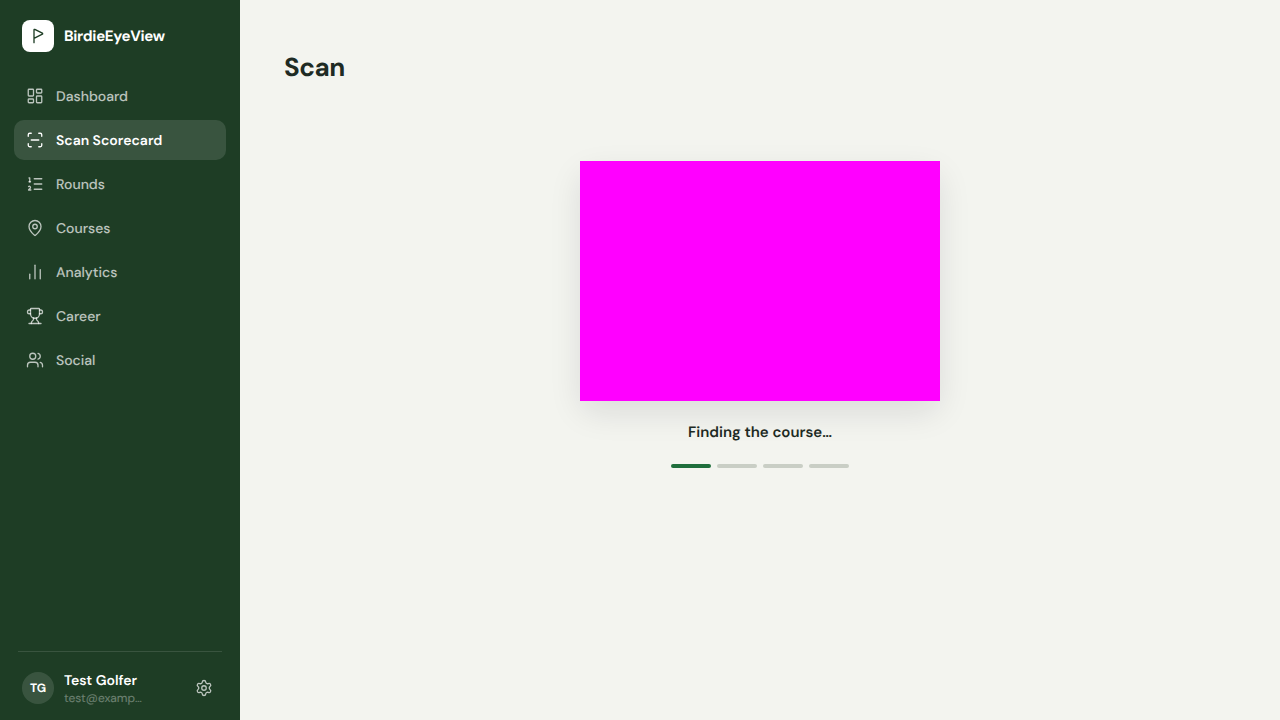 BirdieEyeView
Dashboard
Scan Scorecard
Rounds
Courses
Analytics
Career
Social
TG
Test Golfer
test@examp...
Scan
Finding the course...